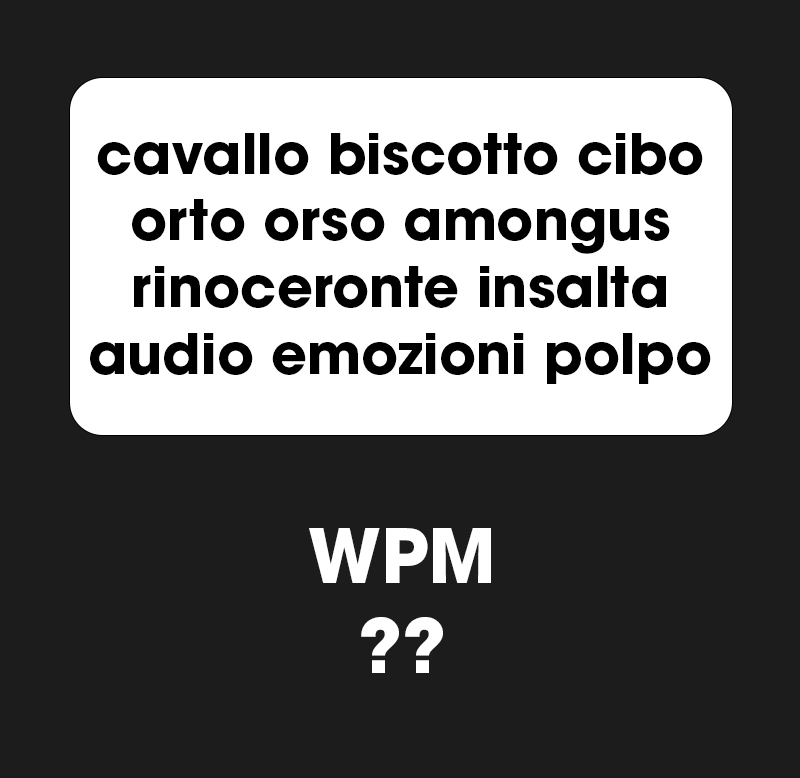 cavallo biscotto cibo
orto orso amongus
rinoceronte insalta
audio emozioni polpo
WPM
??